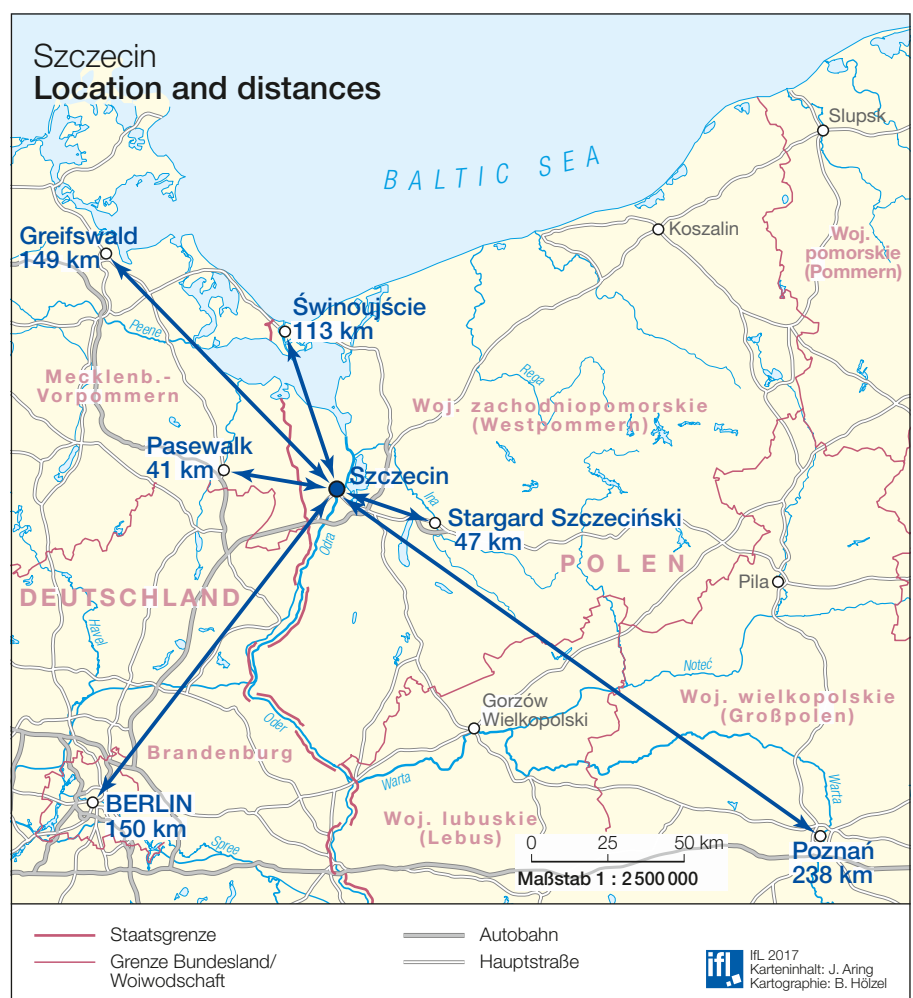 Szczecin
Location and distances
BALTIC SEA
Slupsk
Koszalin
Woj.
pomorskie
(Pommern)
Greifswald
149 km
Świnoujście
113 km
Peene
Mecklenb.-
Vorpommern
Rega
Woj. zachodniopomorskie
(Westpommern)
Pasewalk
41 km
Szczecin
Ina
Stargard Szczeciński
47 km
Odra
POLEN
Piła
DEUTSCHLAND
Havel
Noteć
Woj. wielkopolskie
(Großpolen)
Gorzów
Wielkopolski
Oder
Brandenburg
Warta
Warta
BERLIN
150 km
Woj. lubuskie
(Lebus)
Spree
0 25 50 km
Maßstab 1 : 2 500 000
Poznań
238 km
Staatsgrenze
Grenze Bundesland/
Woiwodschaft
Autobahn
Hauptstraße
ifl
IfL 2017
Karteninhalt: J. Aring
Kartographie: B. Hölzel